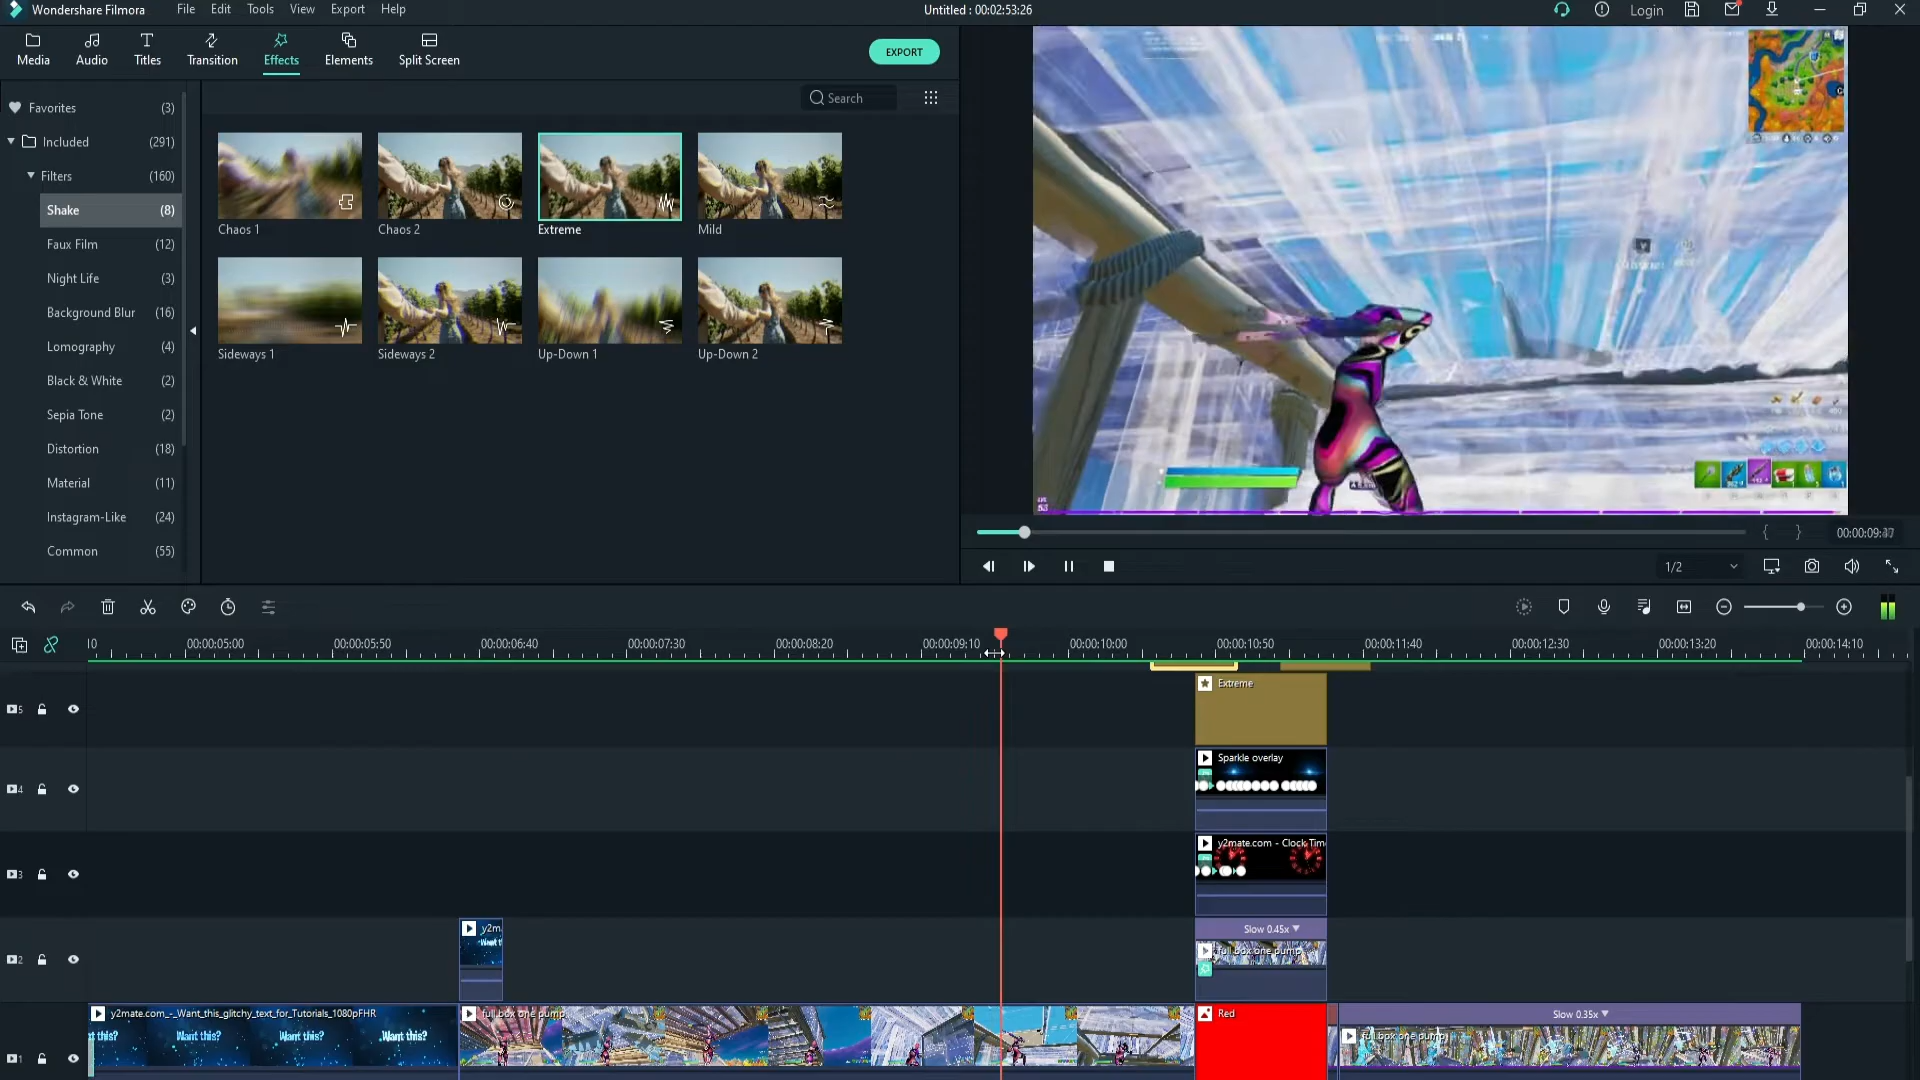 Wondershare Filmora
File Edit Tools View Export Help
Untitled : 00:02:53:26
Login
Media Audio Titles Transition Effects Elements Split Screen
EXPORT
Favorites (3)
Search
Included (291)
Filters (160)
Shake (8)
Faux Film (12)
Night Life (3)
Background Blur (16)
Lomography (4)
Black & White (2)
Sepia Tone (2)
Distortion (18)
Material (11)
Instagram-Like (24)
Common (55)
Chaos 1 Chaos 2 Extreme Mild
Sideways 1 Sideways 2 Up-Down 1 Up-Down 2
1/2
00:00:05:00 00:00:05:50 00:00:06:40 00:00:07:30 00:00:08:20 00:00:09:10 00:00:10:00 00:00:10:50 00:00:11:40 00:00:12:30 00:00:13:20 00:00:14:10
5
Extreme
4
Sparkle overlay
3
y2mate.com - Clock Tim
2
y2m
Slow 0.45x
full box one pump
1
y2mate.com_-_Want_this_glitchy_text_for_Tutorials_1080pFHR
full box one pump
Red
Slow 0.35x
full box one pump
t this? Want this? Want this? Want this?